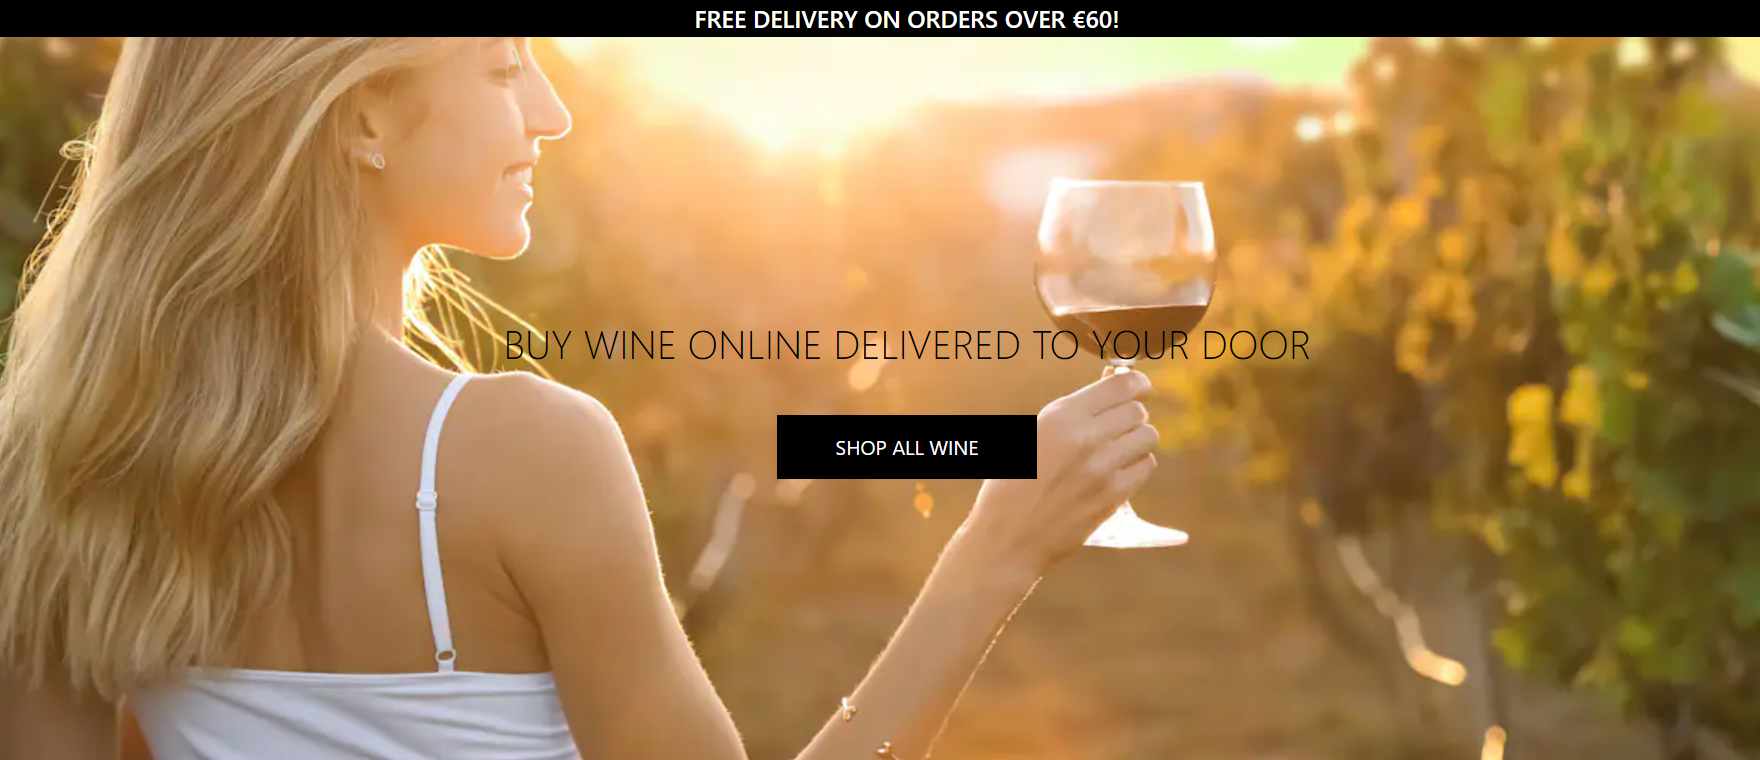 FREE DELIVERY ON ORDERS OVER €60!
BUY WINE ONLINE DELIVERED TO YOUR DOOR
SHOP ALL WINE